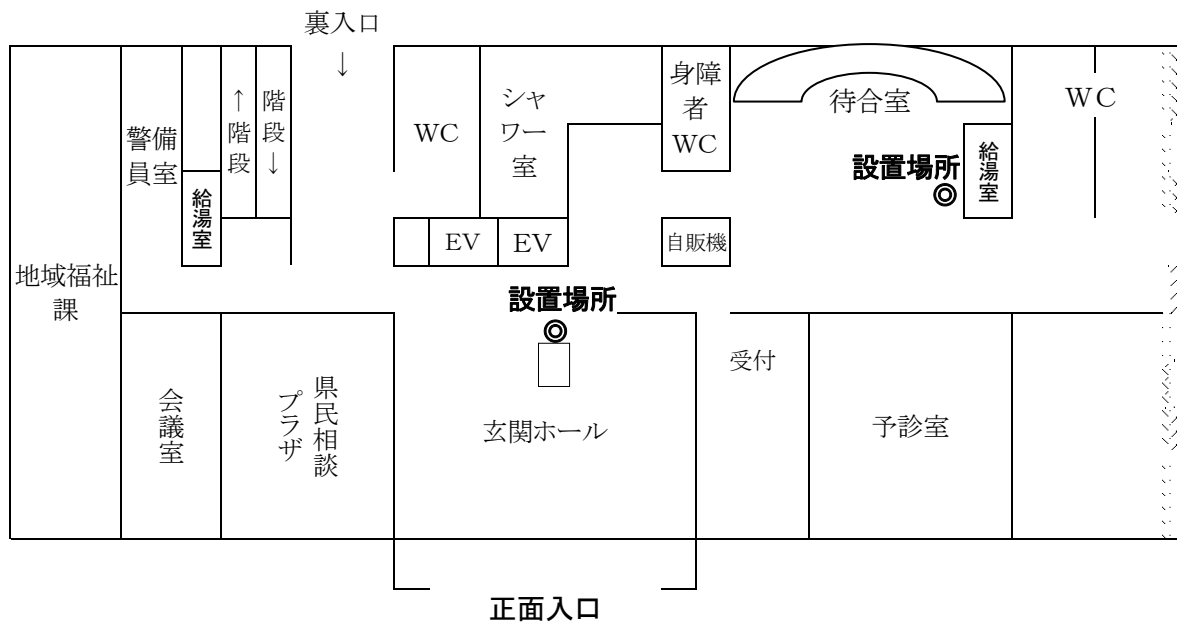 裏入口
↓
地域福祉
課
警備
員室
給湯室
↑階段
階段↓
WC
シャ
ワー
室
EV
EV
身障
者
WC
自販機
待合室
設置場所
◎
給湯室
WC
設置場所
◎
会議室
県民相談
プラザ
玄関ホール
受付
予診室
正面入口